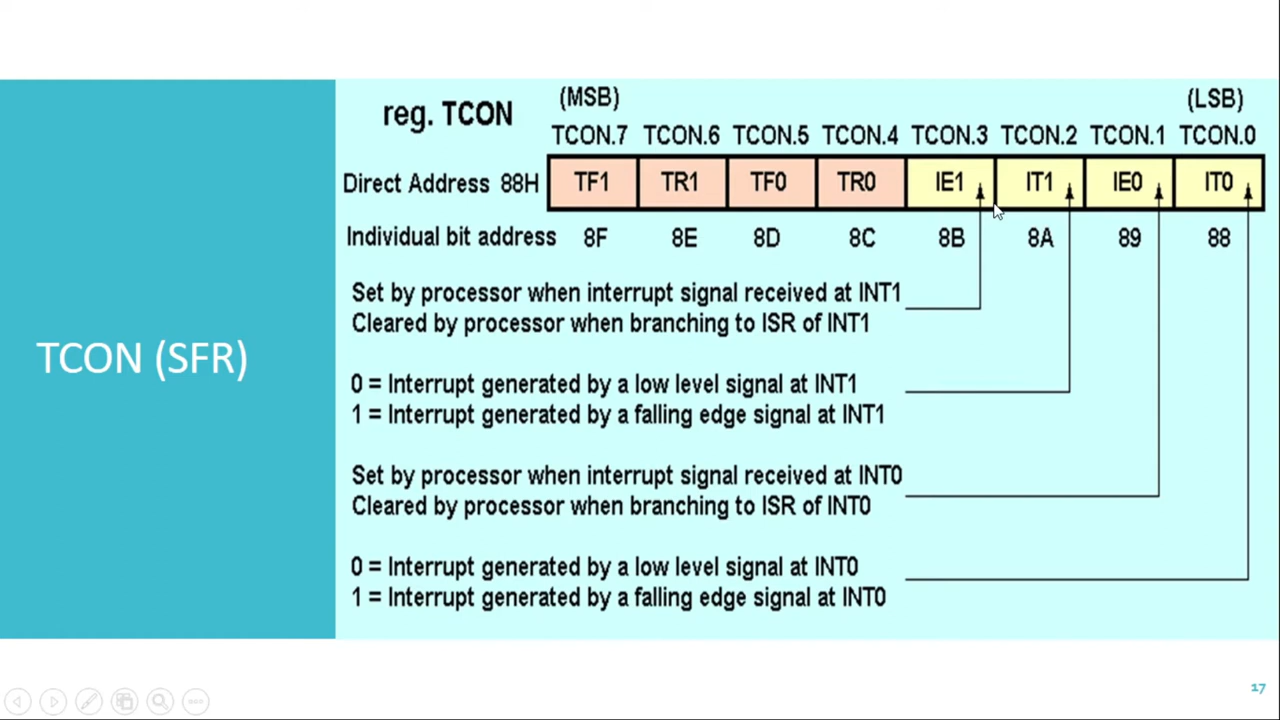 TCON (SFR)
reg. TCON
(MSB) (LSB)
TCON.7 TCON.6 TCON.5 TCON.4 TCON.3 TCON.2 TCON.1 TCON.0
Direct Address 88H TF1 TR1 TF0 TR0 IE1 IT1 IE0 IT0
Individual bit address 8F 8E 8D 8C 8B 8A 89 88
Set by processor when interrupt signal received at INT1
Cleared by processor when branching to ISR of INT1
0 = Interrupt generated by a low level signal at INT1
1 = Interrupt generated by a falling edge signal at INT1
Set by processor when interrupt signal received at INT0
Cleared by processor when branching to ISR of INT0
0 = Interrupt generated by a low level signal at INT0
1 = Interrupt generated by a falling edge signal at INT0
17